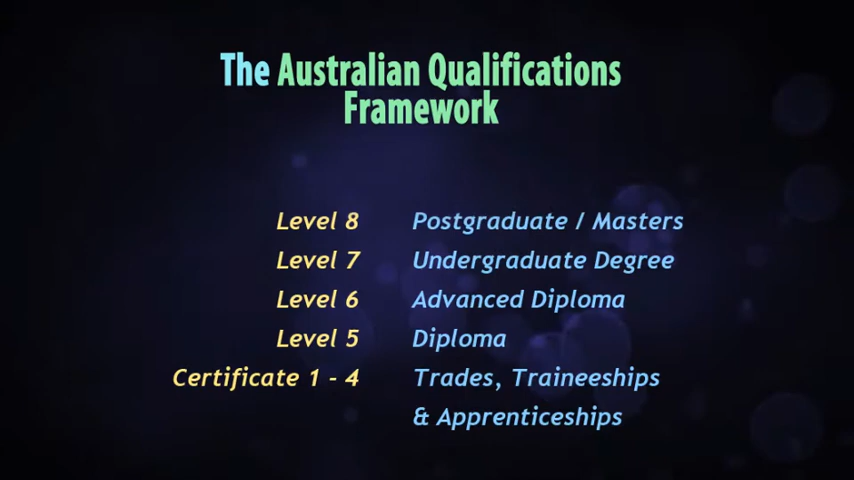 The Australian Qualifications
Framework
Level 8 Postgraduate / Masters
Level 7 Undergraduate Degree
Level 6 Advanced Diploma
Level 5 Diploma
Certificate 1 - 4 Trades, Traineeships
& Apprenticeships